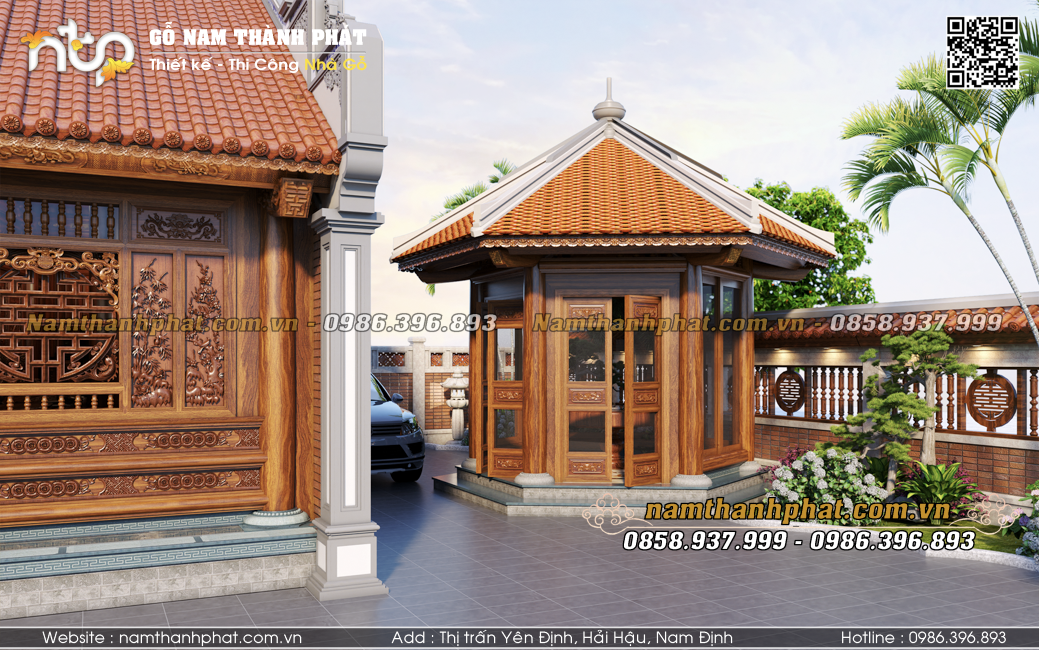 ntp
GỖ NAM THÀNH PHÁT
Thiết kế - Thi Công Nhà Gỗ
Namthanhphat.com.vn - 0986.396.893
Namthanhphat.com.vn - 0858.937.999
namthanhphat.com.vn
0858.937.999 - 0986.396.893
Website : namthanhphat.com.vn
Add : Thị trấn Yên Định, Hải Hậu, Nam Định
Hotline : 0986.396.893